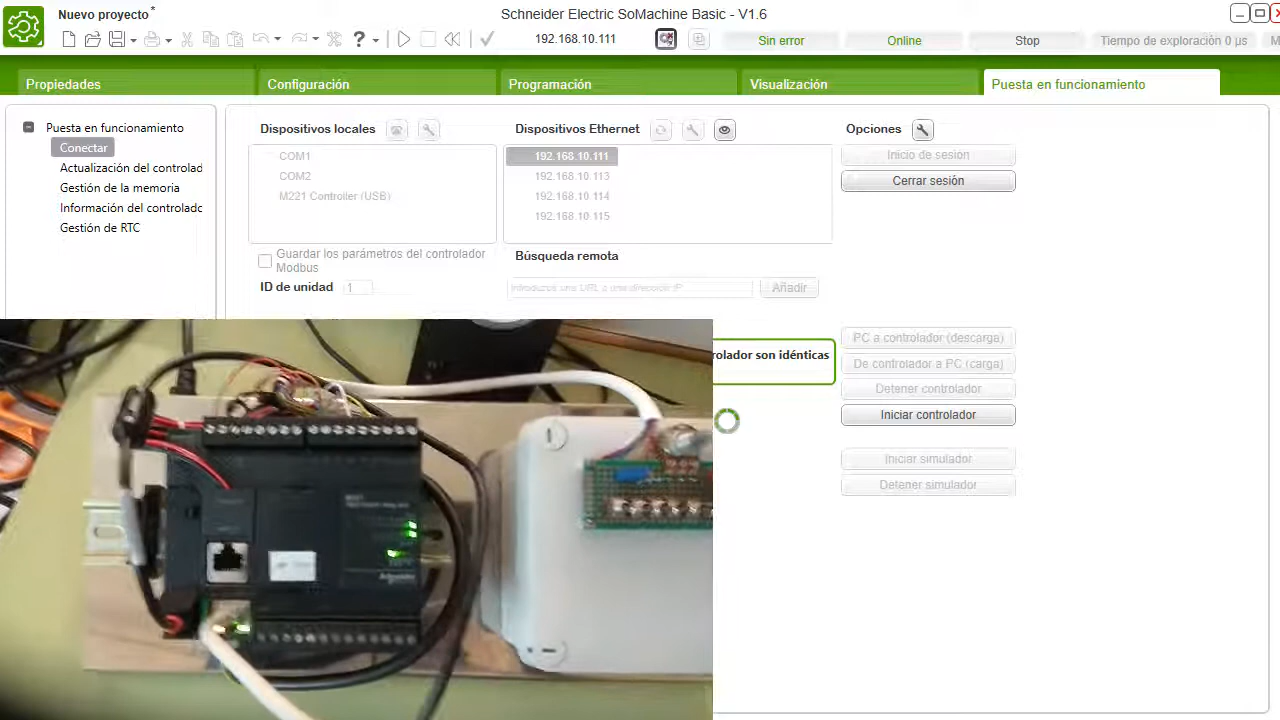 Nuevo proyecto*
Schneider Electric SoMachine Basic - V1.6
192.168.10.111
Sin error
Online
Stop
Tiempo de exploración 0 µs
M
Propiedades
Configuración
Programación
Visualización
Puesta en funcionamiento
Puesta en funcionamiento
Conectar
Actualización del controlad
Gestión de la memoria
Información del controlado
Gestión de RTC
Dispositivos locales
COM1
COM2
M221 Controller (USB)
Guardar los parámetros del controlador
Modbus
ID de unidad
1
Dispositivos Ethernet
192.168.10.111
192.168.10.113
192.168.10.114
192.168.10.115
Búsqueda remota
Introduzca una URL o una dirección IP
Añadir
Opciones
Inicio de sesión
Cerrar sesión
rolador son idénticas
PC a controlador (descarga)
De controlador a PC (carga)
Detener controlador
Iniciar controlador
Iniciar simulador
Detener simulador